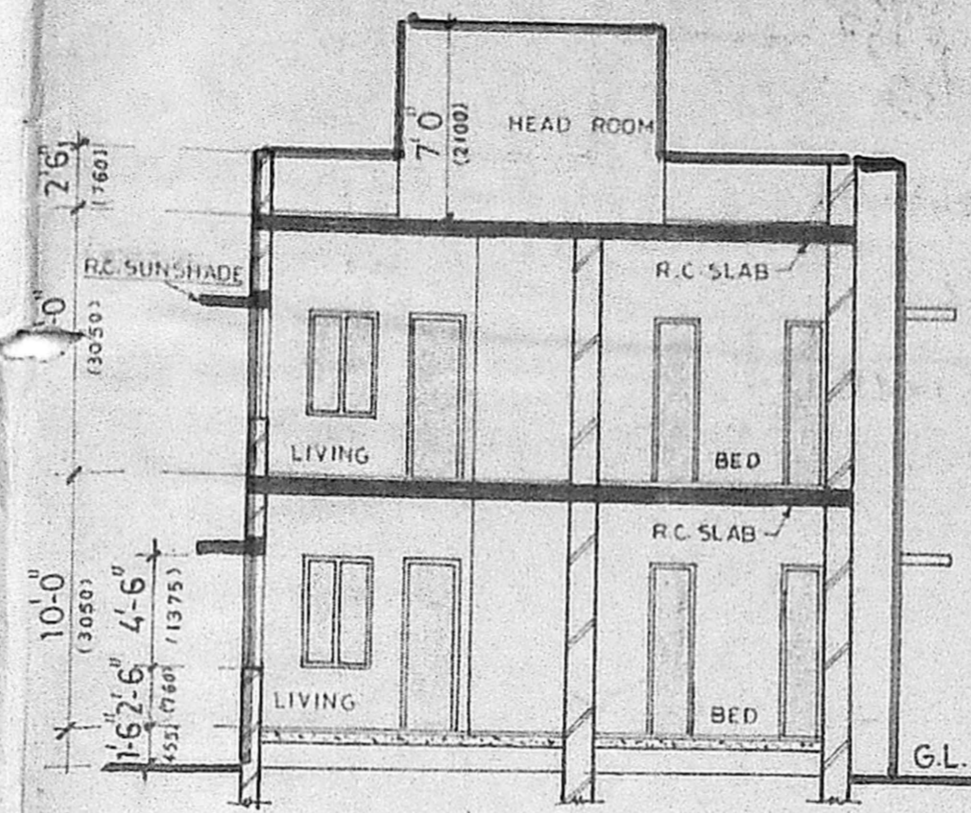 HEAD ROOM
7'0"
(2100)
2'6"
(760)
R.C. SUNSHADE
R.C. SLAB
-0"
(3050)
LIVING
BED
R.C. SLAB
10'-0"
(3050)
4'-6"
(1375)
2'-6"
(760)
1'-6"
LIVING
BED
G.L.